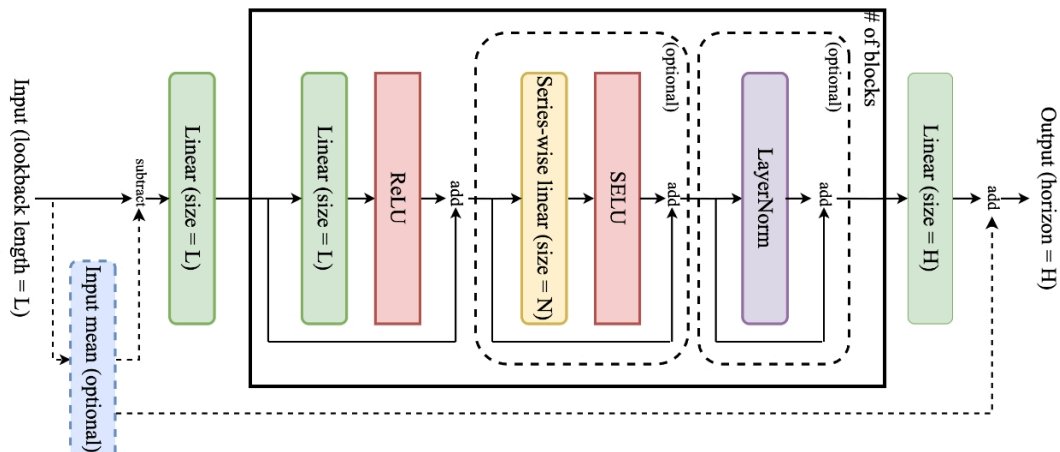 Input (lookback length = L)
subtract
Input mean (optional)
Linear (size = L)
# of blocks
Linear (size = L)
ReLU
add
(optional)
Series-wise linear (size = N)
SELU
add
(optional)
LayerNorm
add
Linear (size = H)
add
Output (horizon = H)